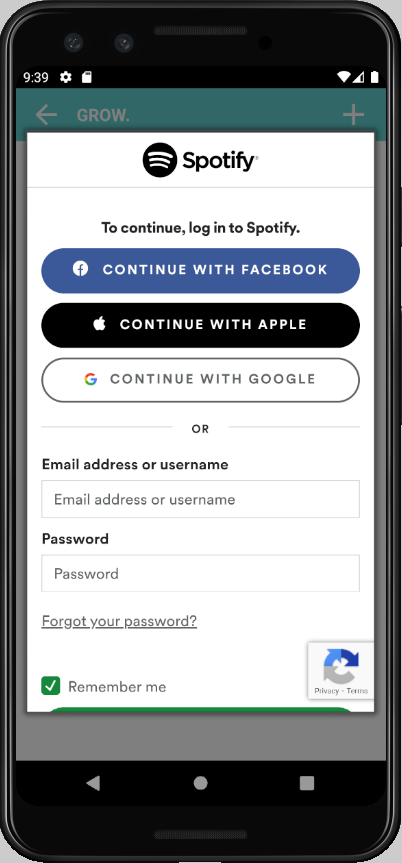 9:39
GROW.
Spotify
To continue, log in to Spotify.
CONTINUE WITH FACEBOOK
CONTINUE WITH APPLE
CONTINUE WITH GOOGLE
OR
Email address or username
Email address or username
Password
Password
Forgot your password?
Remember me
Privacy - Terms